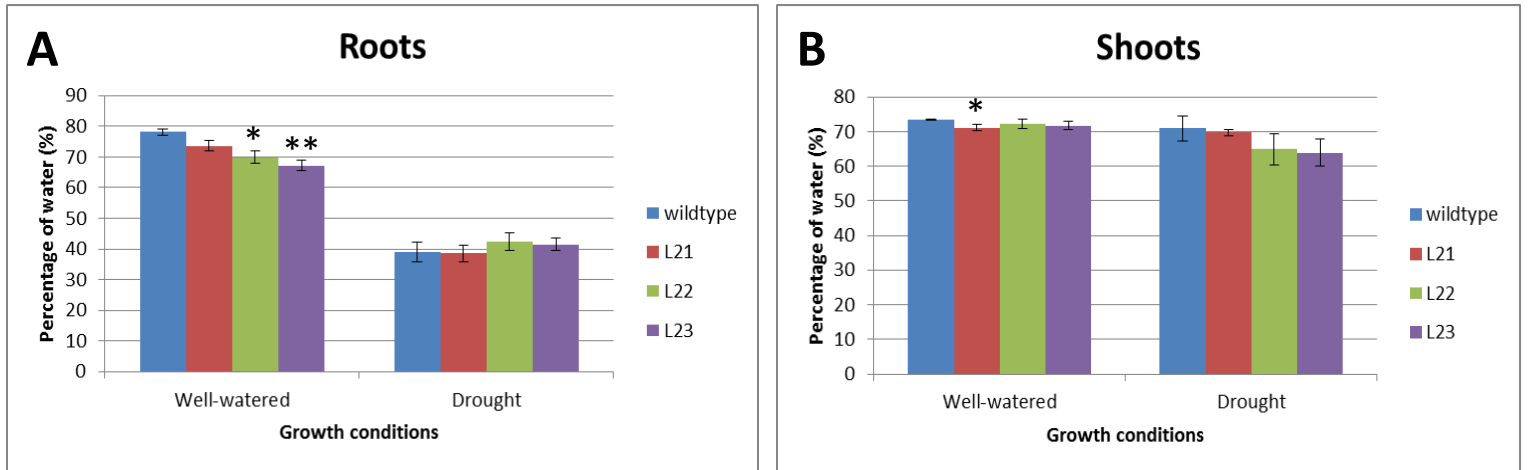 A
Roots
Percentage of water (%)
90
80
70
60
50
40
30
20
10
0
*
**
Well-watered
Drought
Growth conditions
wildtype
L21
L22
L23
B
Shoots
Percentage of water (%)
80
70
60
50
40
30
20
10
0
*
Well-watered
Drought
Growth conditions
wildtype
L21
L22
L23